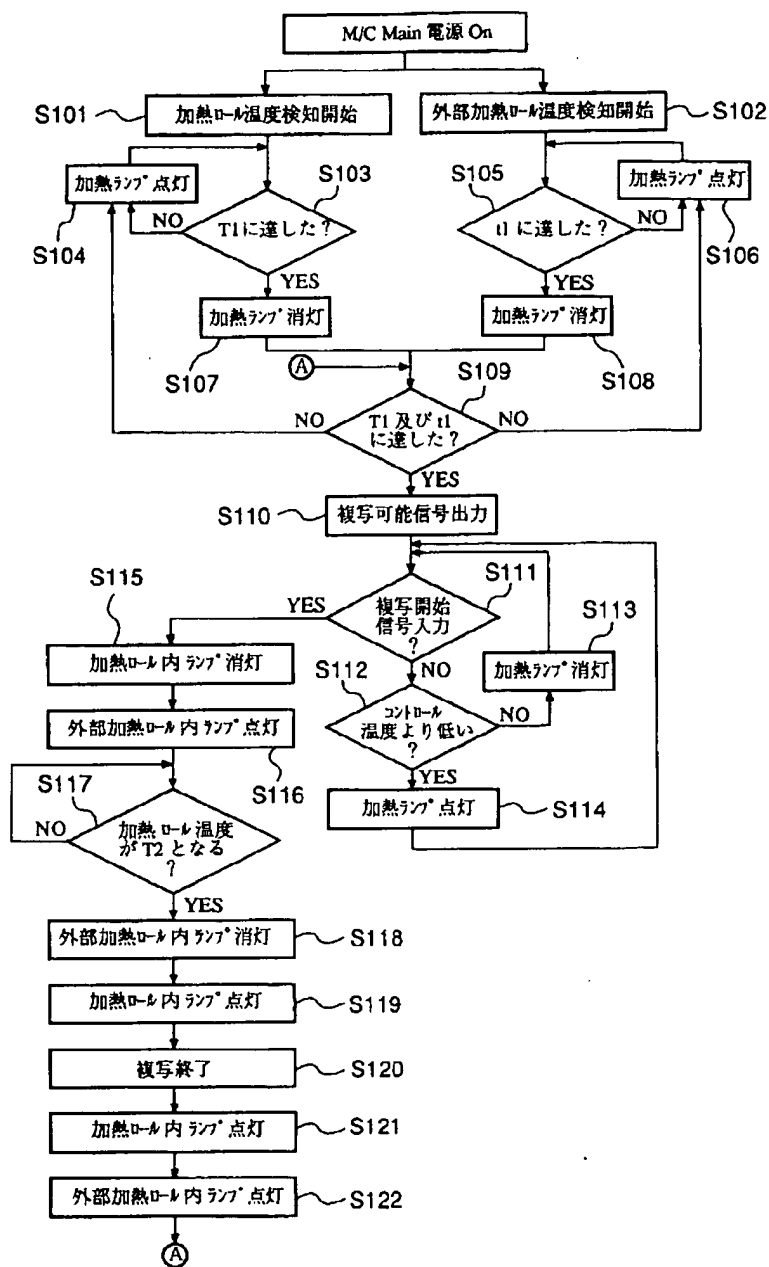 M/C Main 電源 On
S101
加熱ロール温度検知開始
外部加熱ロール温度検知開始
S102
加熱ランプ点灯
S104
NO
S103
T1に達した？
YES
S105
t1に達した？
NO
YES
加熱ランプ点灯
S106
加熱ランプ消灯
S107
加熱ランプ消灯
S108
A
S109
NO
T1及びt1
に達した？
NO
YES
S110
複写可能信号出力
S111
YES
複写開始
信号入力
？
NO
S113
加熱ランプ消灯
S112
コントロール
温度より低い
？
NO
YES
加熱ランプ点灯
S114
S115
加熱ロール内ランプ消灯
外部加熱ロール内ランプ点灯
S116
S117
NO
加熱ロール温度
がT2となる
？
YES
外部加熱ロール内ランプ消灯
S118
加熱ロール内ランプ点灯
S119
複写終了
S120
加熱ロール内ランプ点灯
S121
外部加熱ロール内ランプ点灯
S122
A